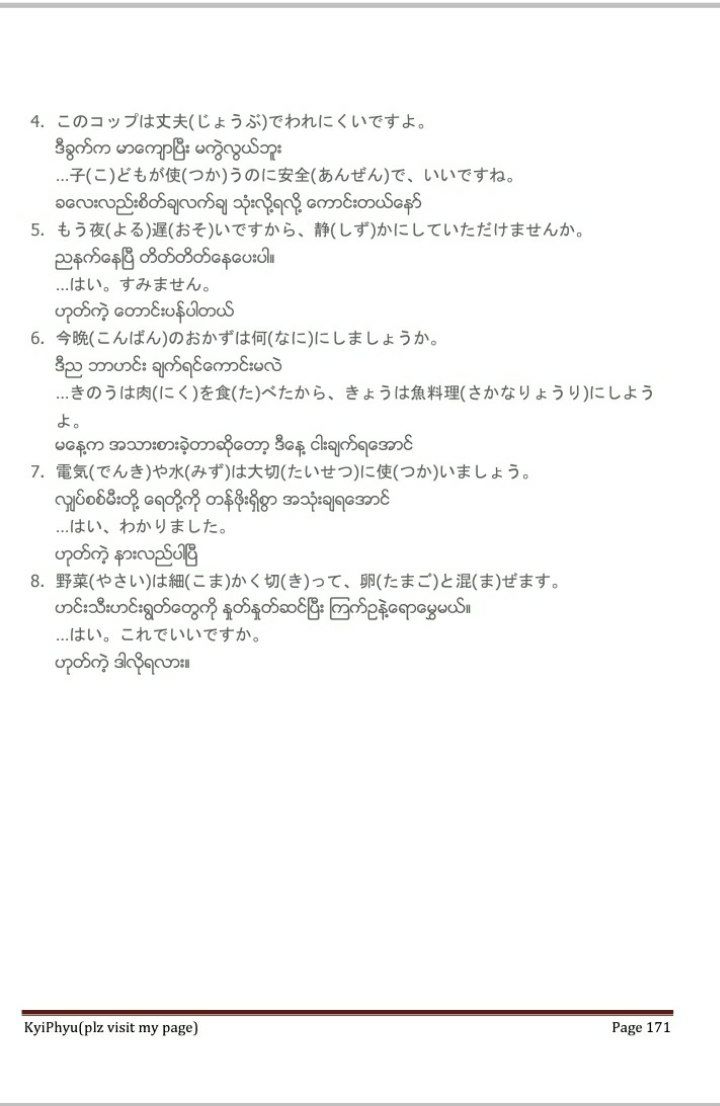 4. このコップは丈夫(じょうぶ)でわれにくいですよ。
ဒီခွက်က မာကျောပြီး မကွဲလွယ်ဘူး
...子(こ)どもが使(つか)うのに安全(あんぜん)で、いいですね。
ခလေးလည်းစိတ်ချလက်ချ သုံးလို့ရလို့ ကောင်းတယ်နော်
5. もう夜(よる)遅(おそ)いですから、静(しず)かにしていただけませんか。
ညနက်နေပြီ တိတ်တိတ်နေပေးပါ။
...はい。すみません。
ဟုတ်ကဲ့ တောင်းပန်ပါတယ်
6. 今晩(こんばん)のおかずは何(なに)にしましょうか。
ဒီည ဘာဟင်း ချက်ရင်ကောင်းမလဲ
...きのうは肉(にく)を食(た)べたから、きょうは魚料理(さかなりょうり)にしよう
よ。
မနေ့က အသားစားခဲ့တာဆိုတော့ ဒီနေ့ ငါးချက်ရအောင်
7. 電気(でんき)や水(みず)は大切(たいせつ)に使(つか)いましょう。
လျှပ်စစ်မီးတို့ ရေတို့ကို တန်ဖိုးရှိစွာ အသုံးချရအောင်
...はい、わかりました。
ဟုတ်ကဲ့ နားလည်ပါပြီ
8. 野菜(やさい)は細(こま)かく切(き)って、卵(たまご)と混(ま)ぜます。
ဟင်းသီးဟင်းရွတ်တွေကို နှုတ်နှုတ်ဆင်ပြီး ကြက်ဥနဲ့ရောမွှေမယ်။
...はい。これでいいですか。
ဟုတ်ကဲ့ ဒါလိုရလား။
KyiPhyu(plz visit my page)
Page 171